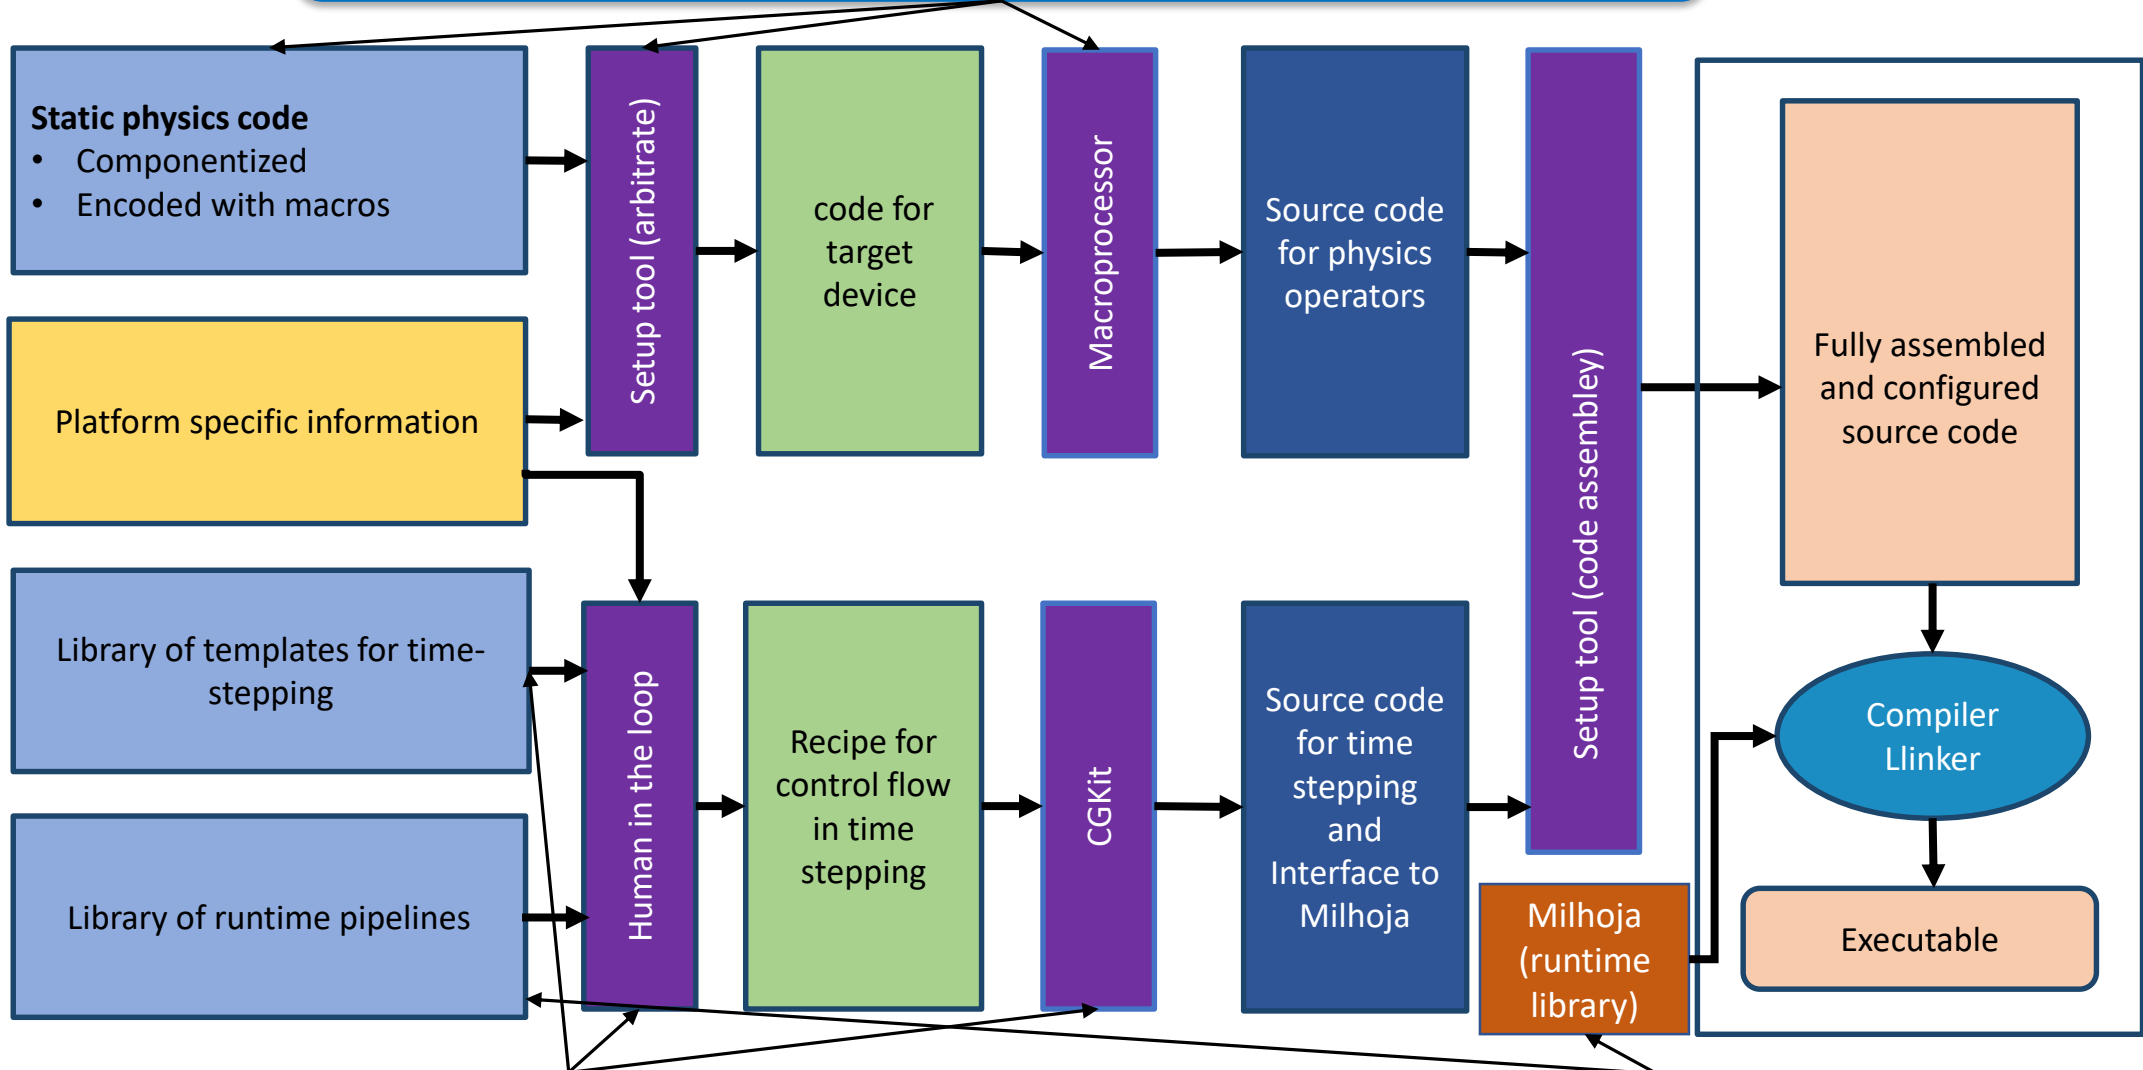 Static physics code
• Componentized
• Encoded with macros
Setup tool (arbitrate)
code for
target
device
Macroprocessor
Source code
for physics
operators
Setup tool (code assembley)
Fully assembled
and configured
source code
Platform specific information
Library of templates for time-
stepping
Library of runtime pipelines
Human in the loop
Recipe for
control flow
in time
stepping
CGKit
Source code
for time
stepping
and
Interface to
Milhoja
Milhoja
(runtime
library)
Compiler
Llinker
Executable